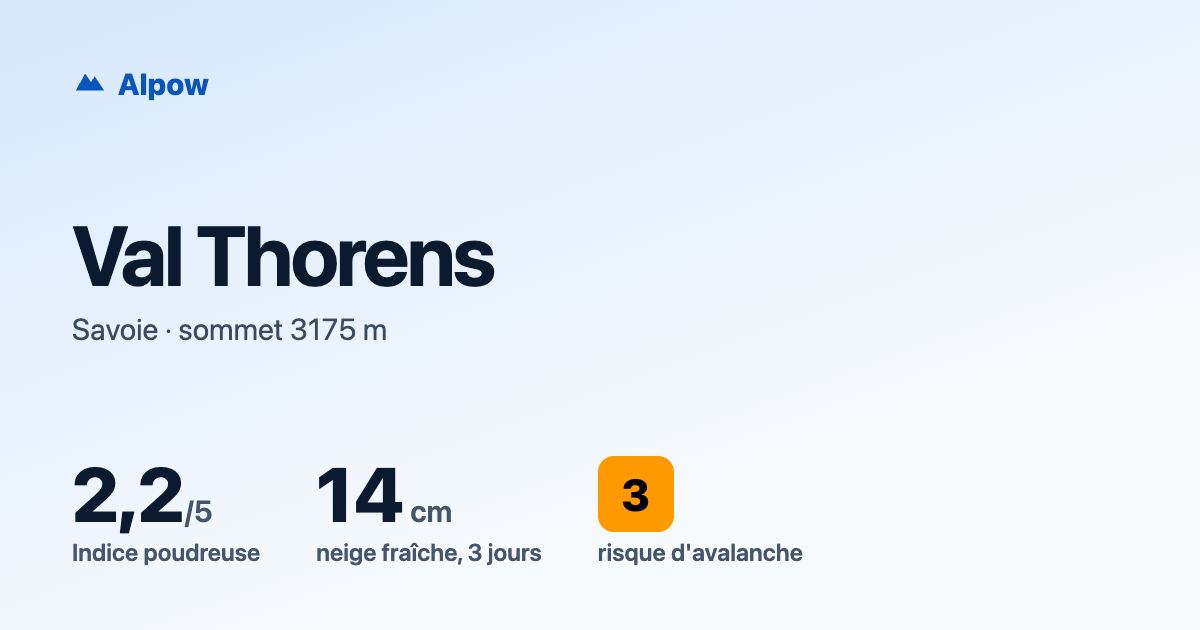 Alpow
Val Thorens
Savoie · sommet 3175 m
2,2/5
Indice poudreuse
14 cm
neige fraîche, 3 jours
3
risque d'avalanche